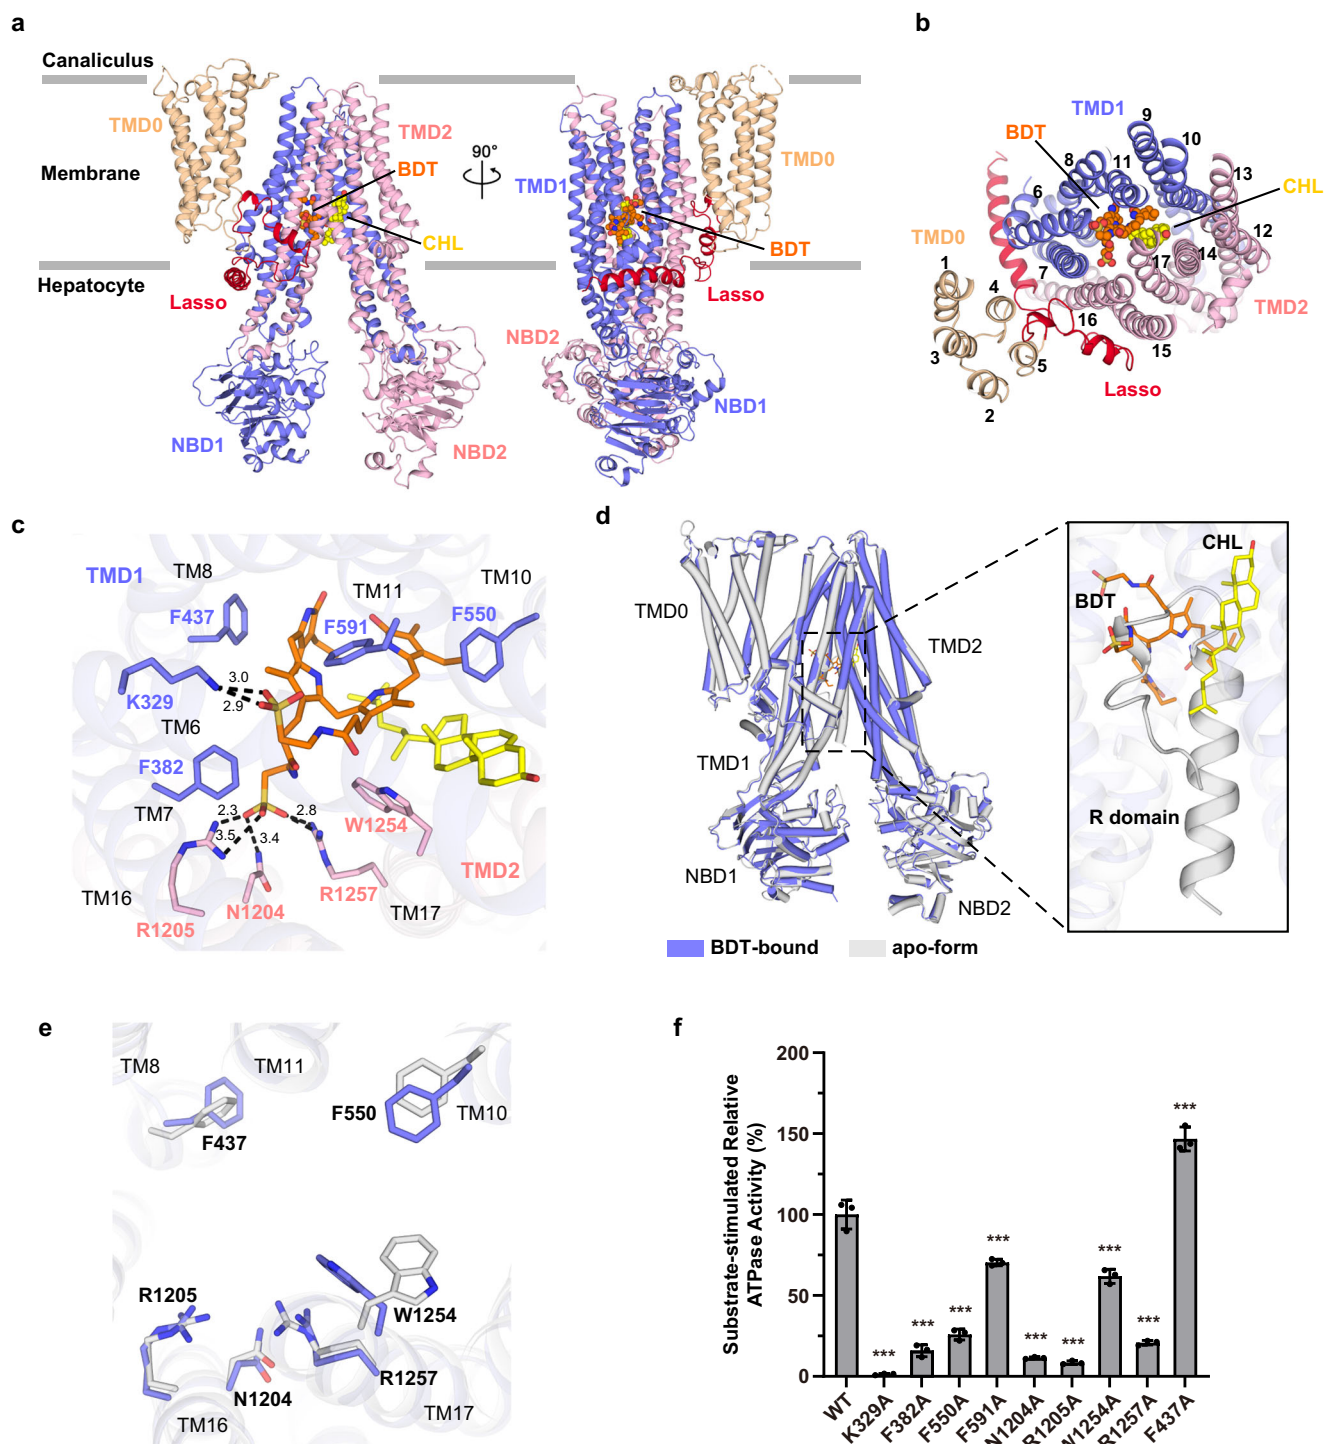 a
Canaliculus
TMD0
TMD2
BDT
Membrane
CHL
Hepatocyte
Lasso
NBD1
NBD2
90°
TMD1
TMD0
BDT
Lasso
NBD2
NBD1
b
TMD1
9
10
BDT
8
11
13
CHL
6
12
TMD0
1
7
17
14
4
TMD2
16
3
5
15
2
Lasso
c
TMD1
TM8
TM11
TM10
F437
F591
F550
3.0
K329
2.9
TM6
F382
TM7
2.3
2.8
3.5
3.4
W1254
TMD2
TM16
R1257
N1204
TM17
R1205
d
TMD0
TMD2
TMD1
NBD1
NBD2
BDT-bound
apo-form
CHL
BDT
R domain
e
TM8
TM11
F550
TM10
F437
R1205
W1254
R1257
N1204
TM16
TM17
f
Substrate-stimulated Relative
ATPase Activity (%)
200
150
100
50
0
***
***
***
***
***
***
***
***
***
WT
K329A
F382A
F550A
F591A
N1204A
R1205A
W1254A
R1257A
F437A